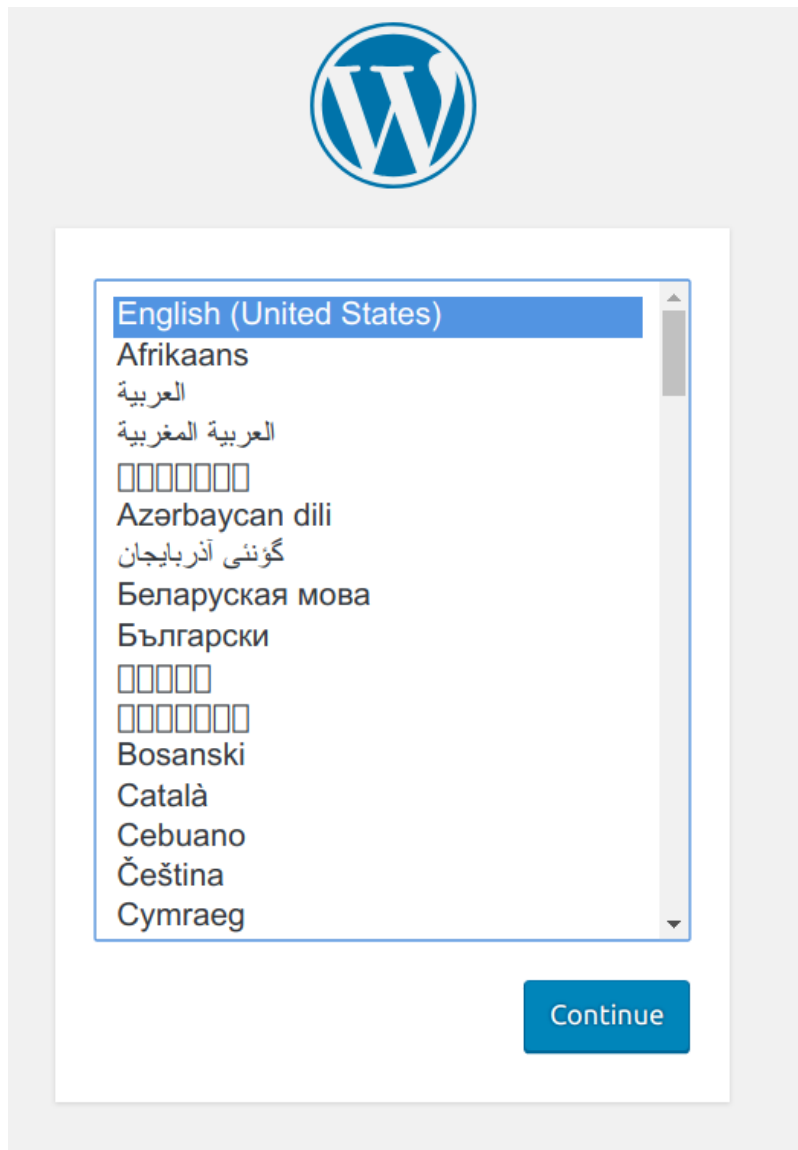 English (United States)
Afrikaans
العربية
العربية المغربية
Azərbaycan dili
گؤنئی آذربایجان
Беларуская мова
Български
Bosanski
Català
Cebuano
Čeština
Cymraeg
Continue